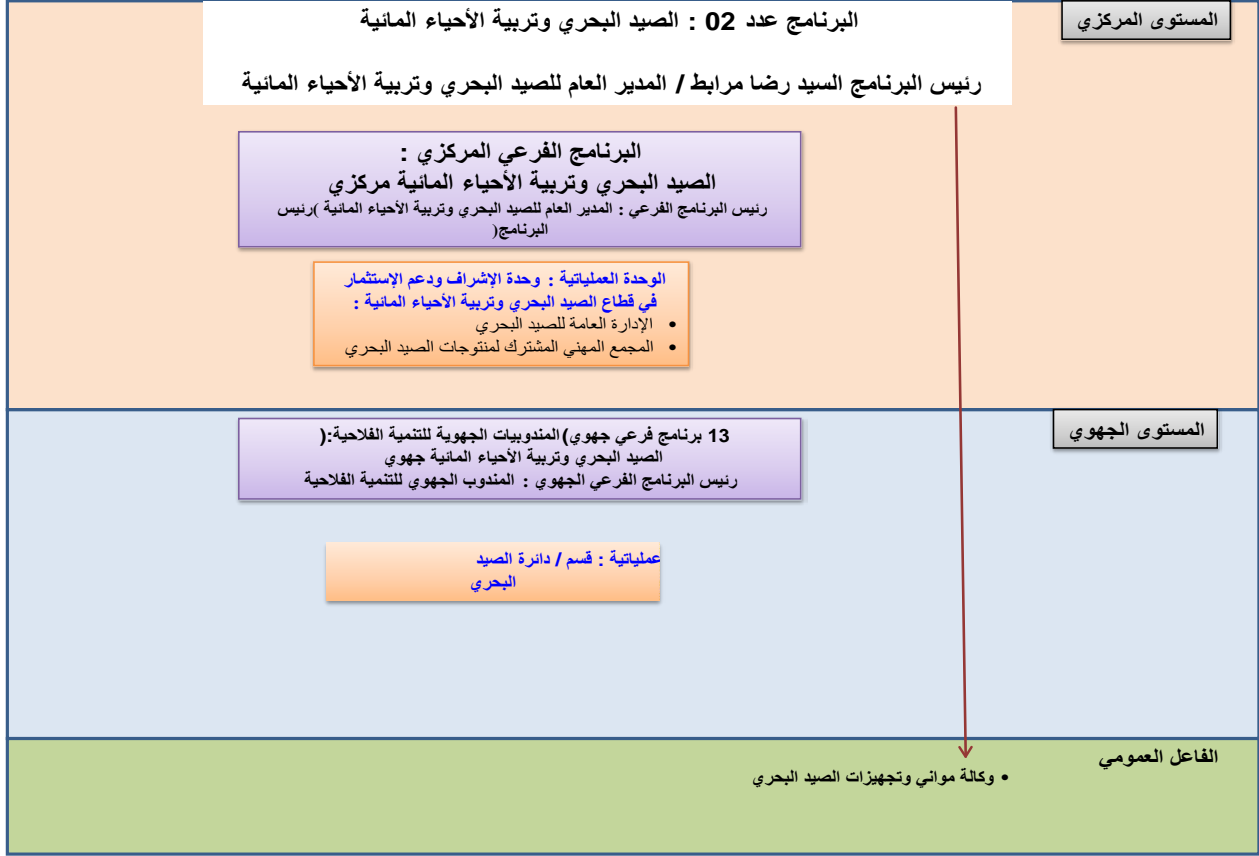 المستوى المركزي
البرنامج عدد 02 : الصيد البحري وتربية الأحياء المائية
رئيس البرنامج السيد رضا مرابط / المدير العام للصيد البحري وتربية الأحياء المائية
البرنامج الفرعي المركزي :
الصيد البحري وتربية الأحياء المائية مركزي
رئيس البرنامج الفرعي : المدير العام للصيد البحري وتربية الأحياء المائية )رئيس
البرنامج(
الوحدة العملياتية : وحدة الإشراف ودعم الإستثمار
في قطاع الصيد البحري وتربية الأحياء المائية :
• الإدارة العامة للصيد البحري
• المجمع المهني المشترك لمنتوجات الصيد البحري
المستوى الجهوي
13 برنامج فرعي جهوي)المندوبيات الجهوية للتنمية الفلاحية:(
الصيد البحري وتربية الأحياء المائية جهوي
رئيس البرنامج الفرعي الجهوي : المندوب الجهوي للتنمية الفلاحية
عملياتية : قسم / دائرة الصيد
البحري
الفاعل العمومي
• وكالة مواني وتجهيزات الصيد البحري